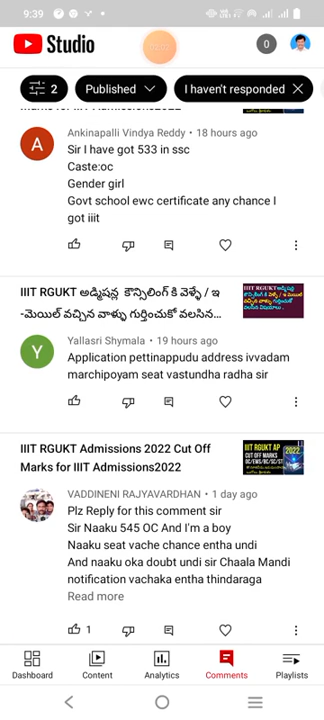 9:39
Studio
0
2
Published
I haven't responded
Marks for IIIT Admissions2022
A
Ankinapalli Vindya Reddy • 18 hours ago
Sir I have got 533 in ssc
Caste:oc
Gender girl
Govt school ewc certificate any chance I
got iiit
IIIT RGUKT అడ్మిషన్ల కౌన్సిలింగ్ కి వెళ్ళే / ఇ
-మెయిల్ వచ్చిన వాళ్ళు గుర్తించుకో వలసిన...
Y
Yallasri Shymala • 19 hours ago
Application pettinappudu address ivvadam
marchipoyam seat vastundha radha sir
IIIT RGUKT Admissions 2022 Cut Off
Marks for IIIT Admissions2022
IIIT RGUKT AP
2022
CUT OFF MARKS
VADDINENI RAJYAVARDHAN • 1 day ago
Plz Reply for this comment sir
Sir Naaku 545 OC And I'm a boy
Naaku seat vache chance entha undi
And naaku oka doubt undi sir Chaala Mandi
notification vachaka entha thindaraga
Read more
1
Dashboard
Content
Analytics
Comments
Playlists